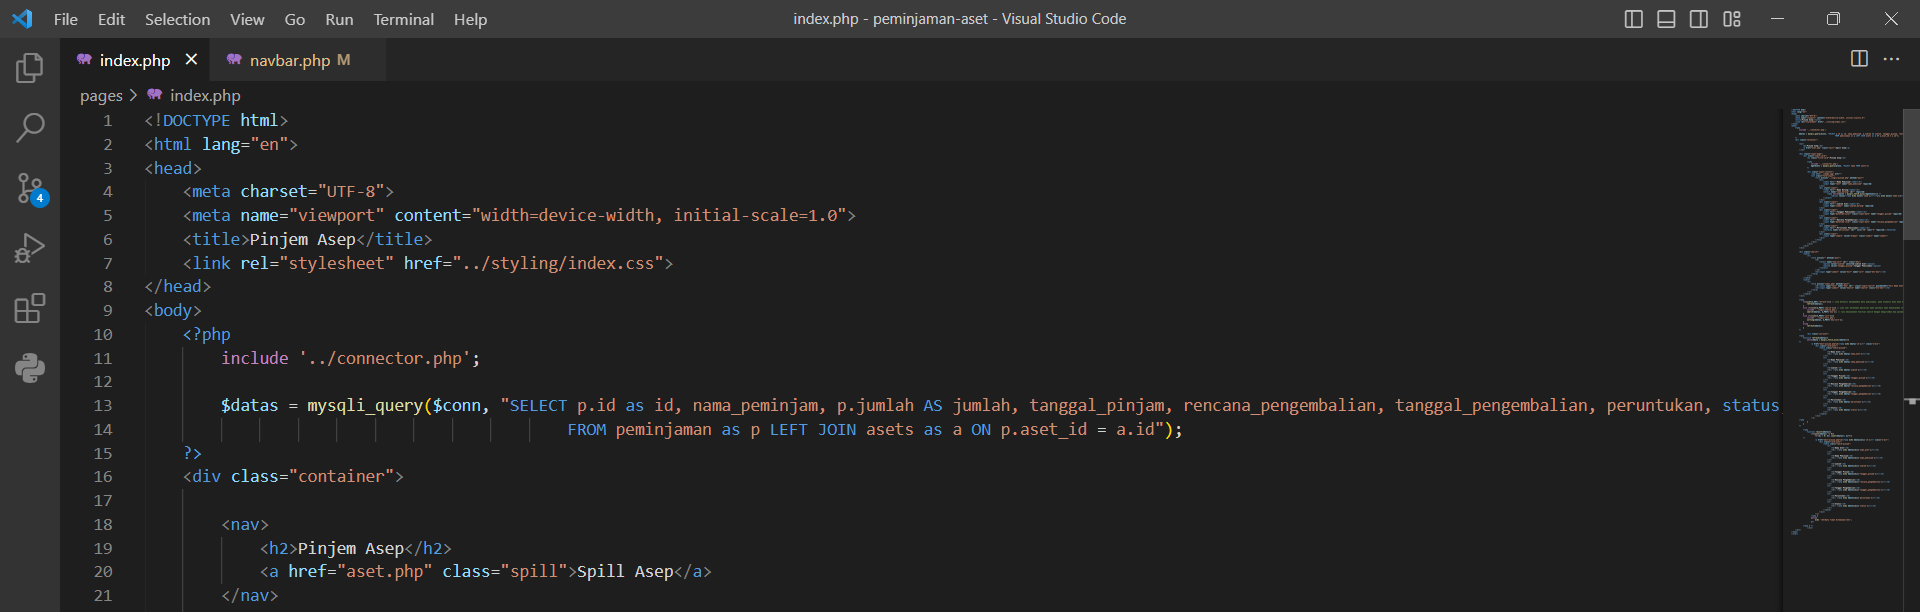 File Edit Selection View Go Run Terminal Help
index.php - peminjaman-aset - Visual Studio Code
index.php
navbar.php M
pages > index.php
4
1 <!DOCTYPE html>
2 <html lang="en">
3 <head>
4 <meta charset="UTF-8">
5 <meta name="viewport" content="width=device-width, initial-scale=1.0">
6 <title>Pinjem Asep</title>
7 <link rel="stylesheet" href="../styling/index.css">
8 </head>
9 <body>
10 <?php
11 include '../connector.php';
12
13 $datas = mysqli_query($conn, "SELECT p.id as id, nama_peminjam, p.jumlah AS jumlah, tanggal_pinjam, rencana_pengembalian, tanggal_pengembalian, peruntukan, status
14 FROM peminjaman as p LEFT JOIN asets as a ON p.aset_id = a.id");
15 ?>
16 <div class="container">
17
18 <nav>
19 <h2>Pinjem Asep</h2>
20 <a href="aset.php" class="spill">Spill Asep</a>
21 </nav>